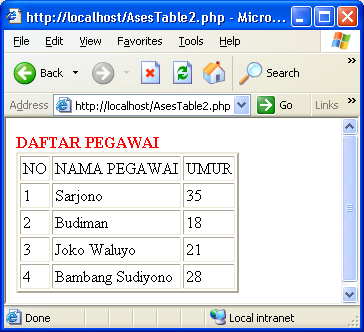 http://localhost/AsesTable2.php - Micro...
File Edit View Favorites Tools Help
Back Search
Address http://localhost/AsesTable2.php Go Links »
DAFTAR PEGAWAI
NO NAMA PEGAWAI UMUR
1 Sarjono 35
2 Budiman 18
3 Joko Waluyo 21
4 Bambang Sudiyono 28
Done Local intranet